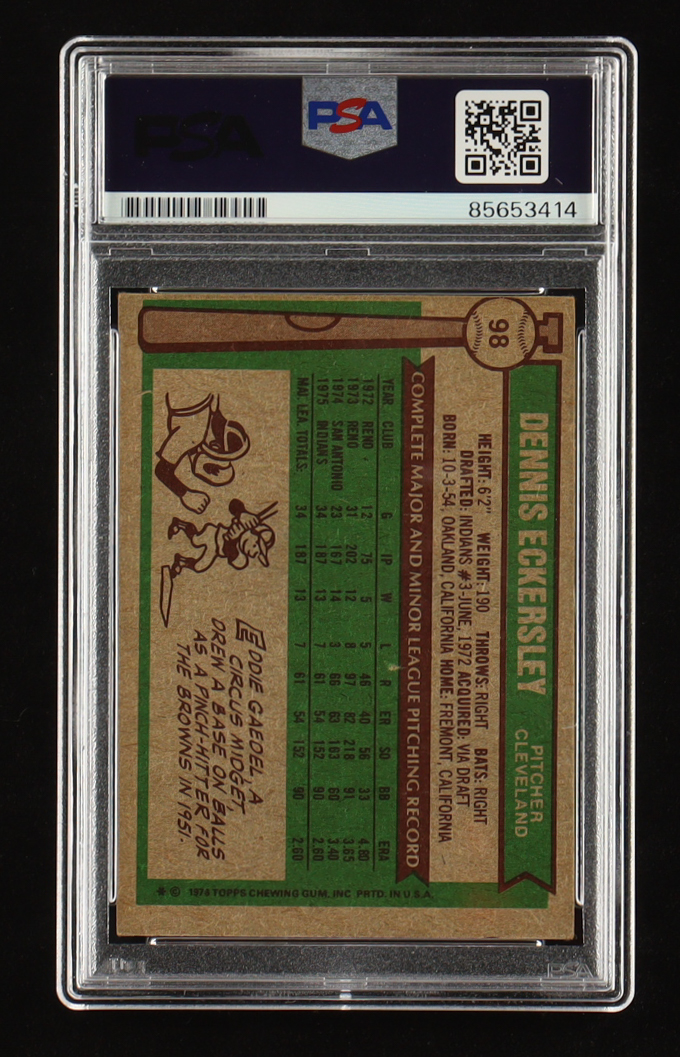 PSA
PSA
85653414
98
DENNIS ECKERSLEY
PITCHER
CLEVELAND
HEIGHT: 6'2" WEIGHT: 190 THROWS: RIGHT BATS: RIGHT
DRAFTED: INDIANS #3-JUNE, 1972 ACQUIRED: VIA DRAFT
BORN: 10-3-54, OAKLAND, CALIFORNIA HOME: FREMONT, CALIFORNIA
COMPLETE MAJOR AND MINOR LEAGUE PITCHING RECORD
YEAR CLUB G IP W L R ER SO BB ERA
1972 RENO 12 75 5 5 46 40 56 33 4.80
1973 RENO 31 202 12 8 97 82 218 91 3.65
1974 SAN ANTONIO 23 167 14 3 66 63 163 60 3.40
1975 INDIANS 34 187 13 7 61 54 152 90 2.60
MAJ. LEA. TOTALS: 34 187 13 7 61 54 152 90 2.60
EDDIE GAEDEL, A
CIRCUS MIDGET,
DREW A BASE ON BALLS
AS A PINCH-HITTER FOR
THE BROWNS IN 1951.
* © 1976 TOPPS CHEWING GUM, INC. PRTD. IN U.S.A.
PSA